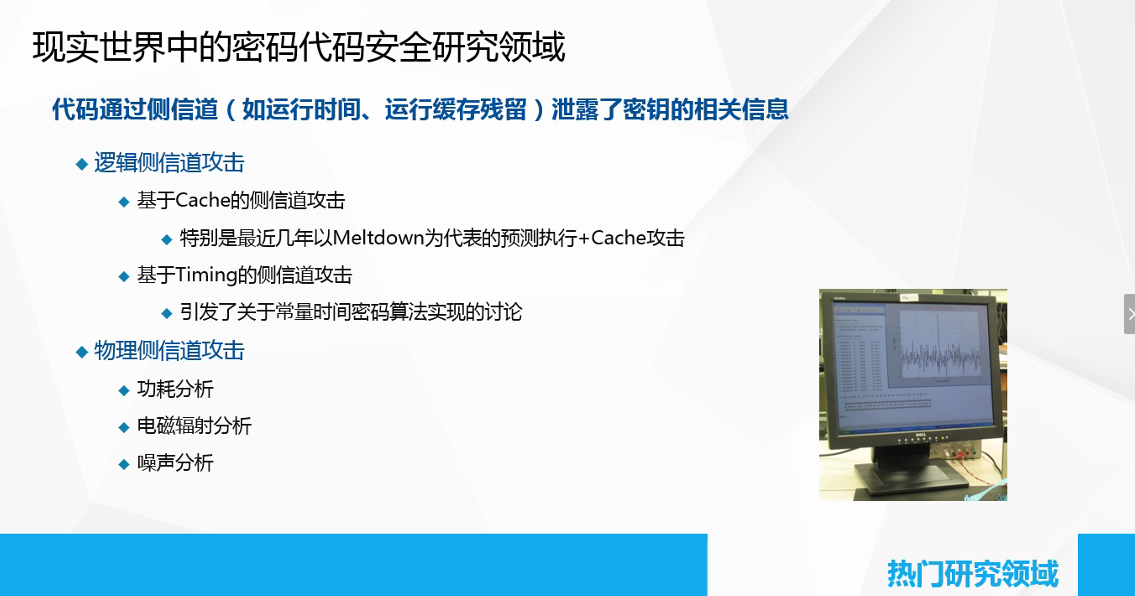 现实世界中的密码代码安全研究领域
代码通过侧信道（如运行时间、运行缓存残留）泄露了密钥的相关信息
逻辑侧信道攻击
基于Cache的侧信道攻击
特别是最近几年以Meltdown为代表的预测执行+Cache攻击
基于Timing的侧信道攻击
引发了关于常量时间密码算法实现的讨论
物理侧信道攻击
功耗分析
电磁辐射分析
噪声分析
DELL
热门研究领域